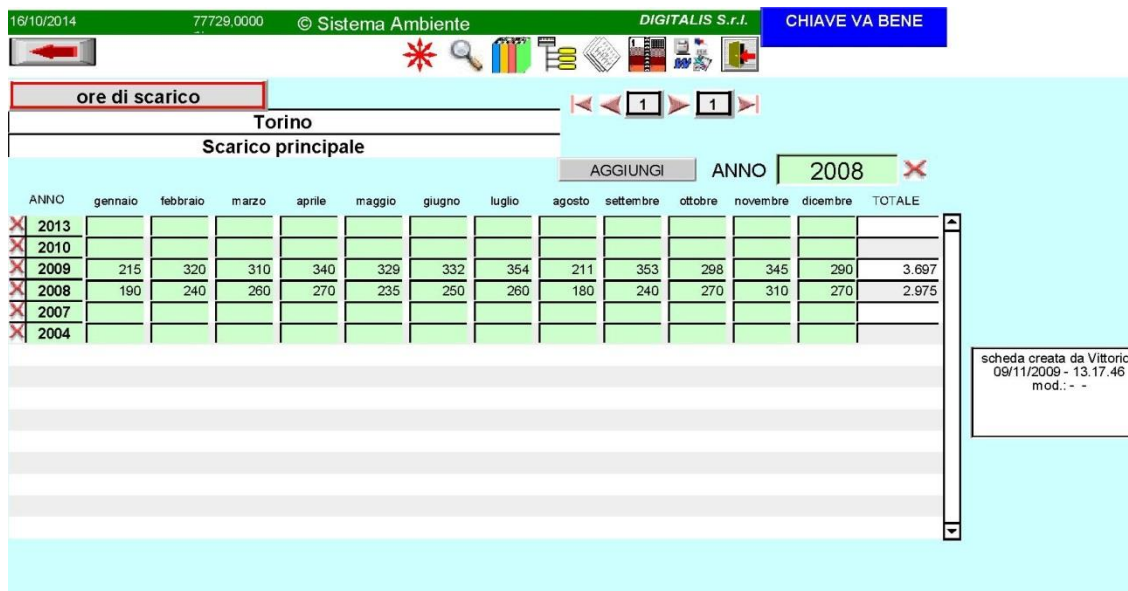 16/10/2014 77729,0000 © Sistema Ambiente DIGITALIS S.r.l. CHIAVE VA BENE
ore di scarico
1 1
Torino
Scarico principale
AGGIUNGI ANNO 2008
ANNO gennaio febbraio marzo aprile maggio giugno luglio agosto settembre ottobre novembre dicembre TOTALE
2013
2010
2009 215 320 310 340 329 332 354 211 353 298 345 290 3.697
2008 190 240 260 270 235 250 260 180 240 270 310 270 2.975
2007
2004
scheda creata da Vittorio
09/11/2009 - 13.17.46
mod.: - -